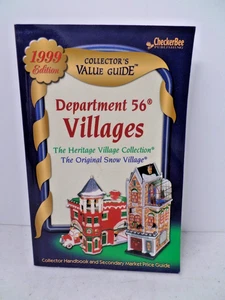 CheckerBee
PUBLISHING
1999
Edition
COLLECTOR'S
VALUE GUIDE™
Department 56®
Villages
The Heritage Village Collection®
The Original Snow Village®
Collector Handbook and Secondary Market Price Guide